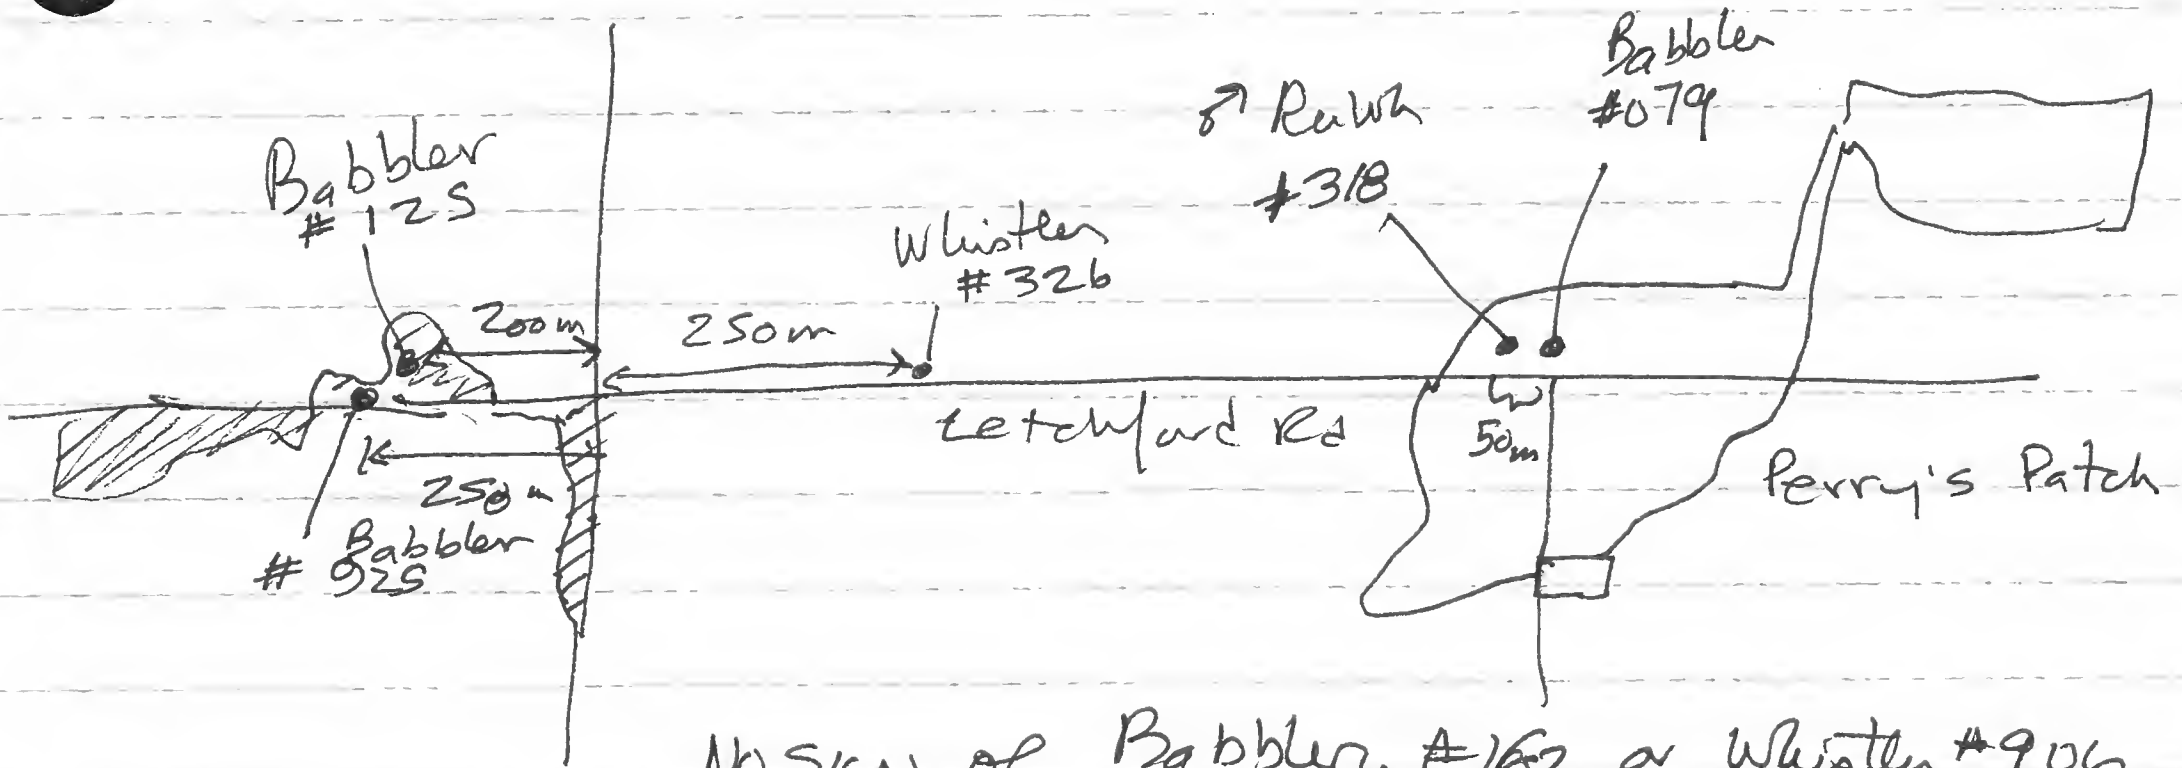 Babbler
#079
♂ RuWh
#318
Babbler
#125
Whistler
#326
200m
250m
Letchford Rd
50m
Perry's Patch
250m
Babbler
# 925
No sign of Babbler #162 or Whistler #906